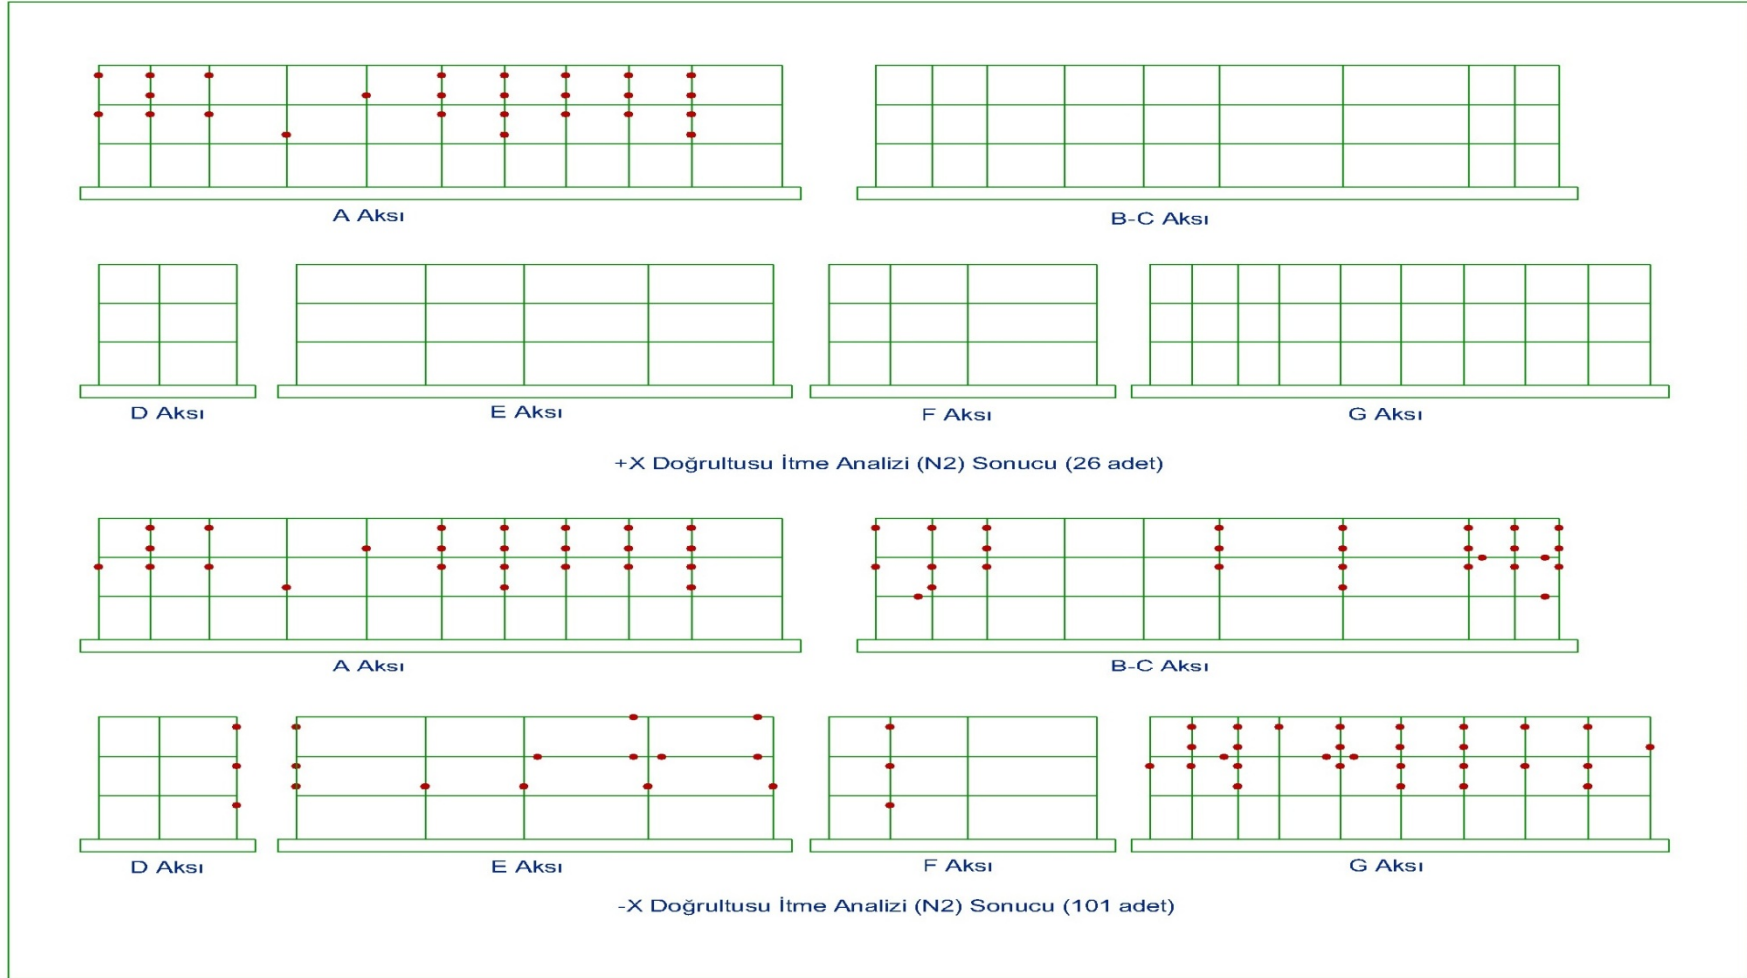 A Aksı
B-C Aksı
D Aksı
E Aksı
F Aksı
G Aksı
+X Doğrultusu İtme Analizi (N2) Sonucu (26 adet)
A Aksı
B-C Aksı
D Aksı
E Aksı
F Aksı
G Aksı
-X Doğrultusu İtme Analizi (N2) Sonucu (101 adet)